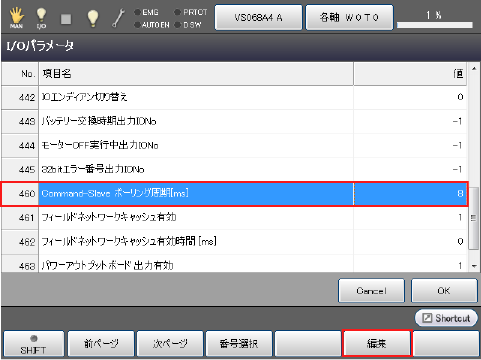 EMG PRTCT
MAN I/O AUTO EN D SW VS068A4 A 各軸 W 0 T 0 1 %
I/Oパラメータ
No. 項目名 値
442 IOエンディアン切り替え 0
443 バッテリー交換時期出力IONo -1
444 モーターOFF実行中出力IONo -1
445 32bitエラー番号出力IONo -1
460 Command-Slave ポーリング周期[ms] 8
461 フィールドネットワークキャッシュ有効 1
462 フィールドネットワークキャッシュ有効時間 [ms] 0
463 パワーアウトプットボード 出力有効 1
Cancel OK
Shortcut
SHIFT 前ページ 次ページ 番号選択 編集